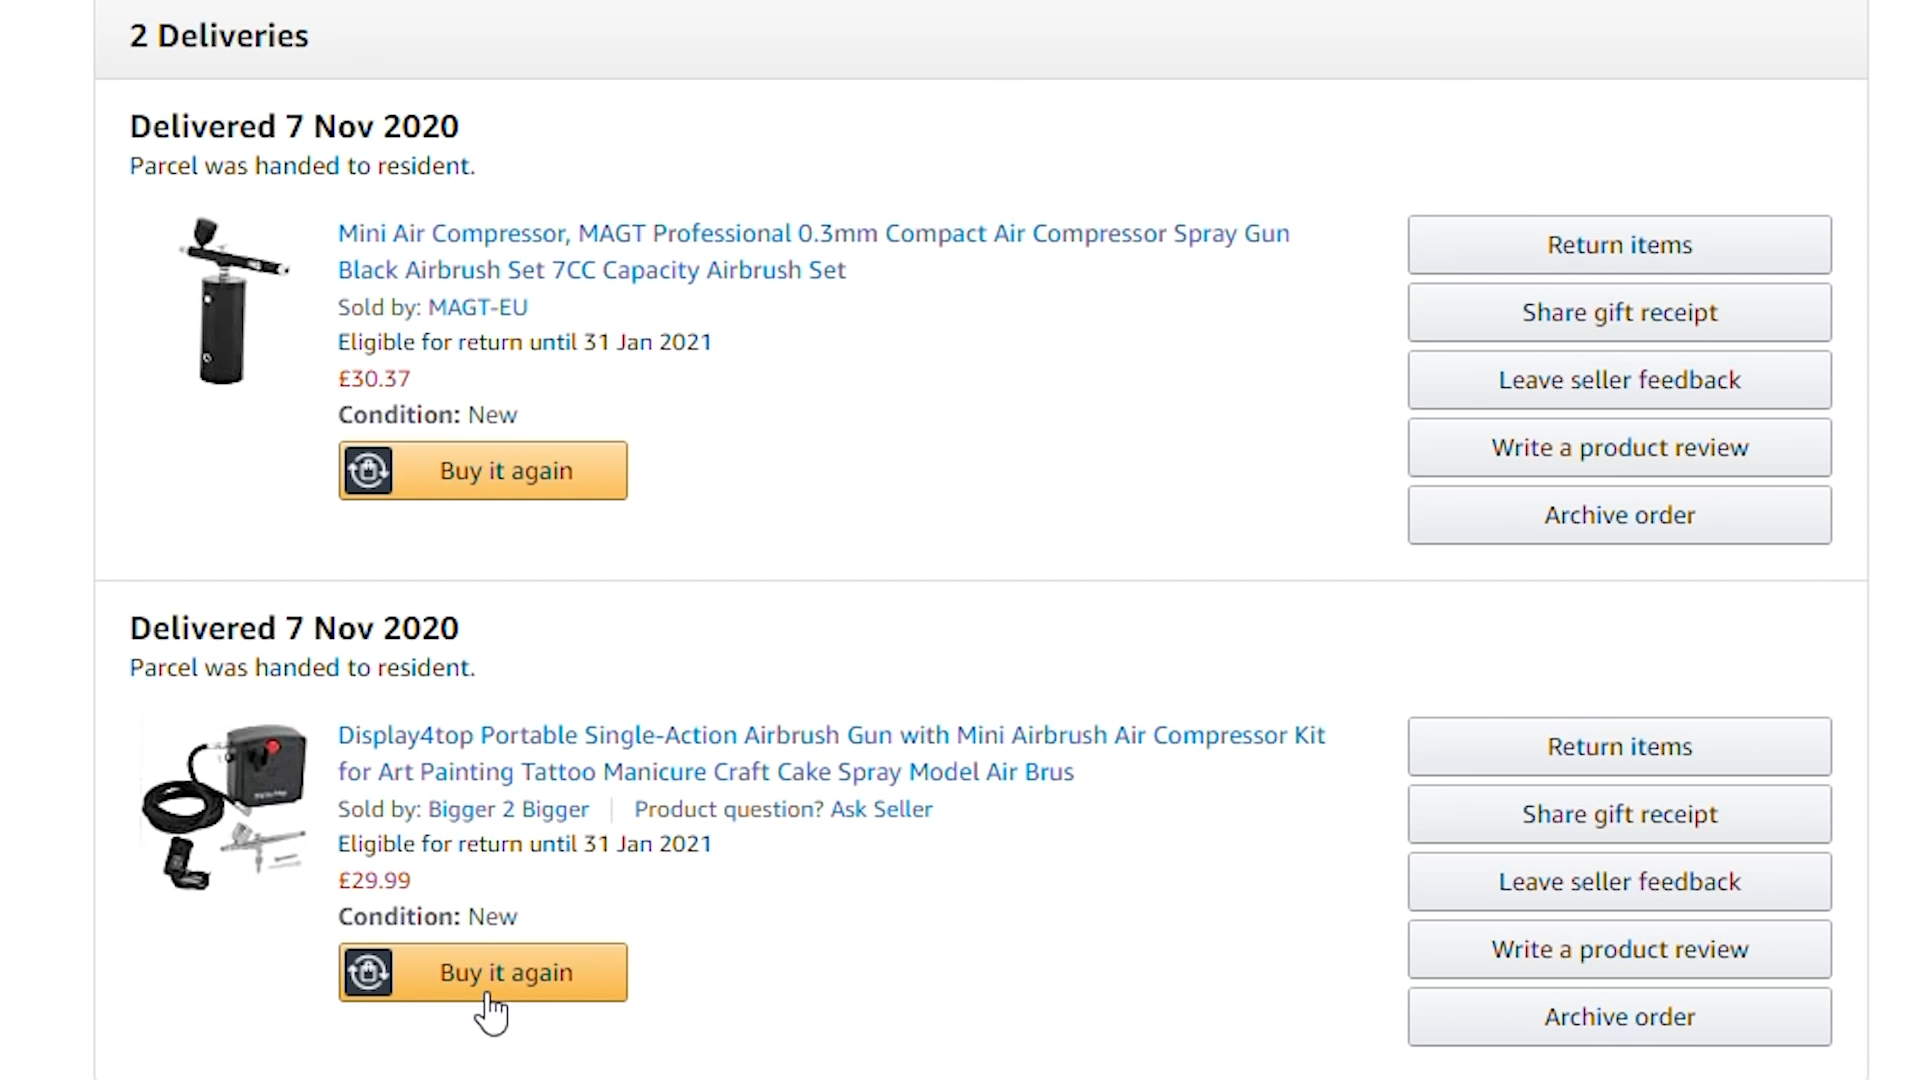 2 Deliveries
Delivered 7 Nov 2020
Parcel was handed to resident.
Mini Air Compressor, MAGT Professional 0.3mm Compact Air Compressor Spray Gun
Black Airbrush Set 7CC Capacity Airbrush Set
Sold by: MAGT-EU
Eligible for return until 31 Jan 2021
£30.37
Condition: New
Buy it again
Return items
Share gift receipt
Leave seller feedback
Write a product review
Archive order
Delivered 7 Nov 2020
Parcel was handed to resident.
Display4top Portable Single-Action Airbrush Gun with Mini Airbrush Air Compressor Kit
for Art Painting Tattoo Manicure Craft Cake Spray Model Air Brus
Sold by: Bigger 2 Bigger | Product question? Ask Seller
Eligible for return until 31 Jan 2021
£29.99
Condition: New
Buy it again
Return items
Share gift receipt
Leave seller feedback
Write a product review
Archive order